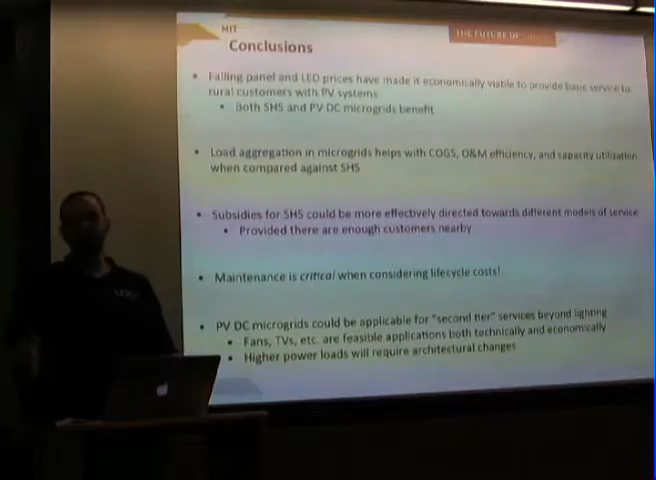 MIT
THE FUTURE OF
Conclusions
• Falling panel and LED prices have made it economically viable to provide basic service to
rural customers with PV systems
• Both SHS and PV DC microgrids benefit
• Load aggregation in microgrids helps with COGS, O&M efficiency, and capacity utilization
when compared against SHS
• Subsidies for SHS could be more effectively directed towards different models of service
• Provided there are enough customers nearby
• Maintenance is critical when considering lifecycle costs!
• PV DC microgrids could be applicable for "second tier" services beyond lighting
• Fans, TVs, etc. are feasible applications both technically and economically
• Higher power loads will require architectural changes